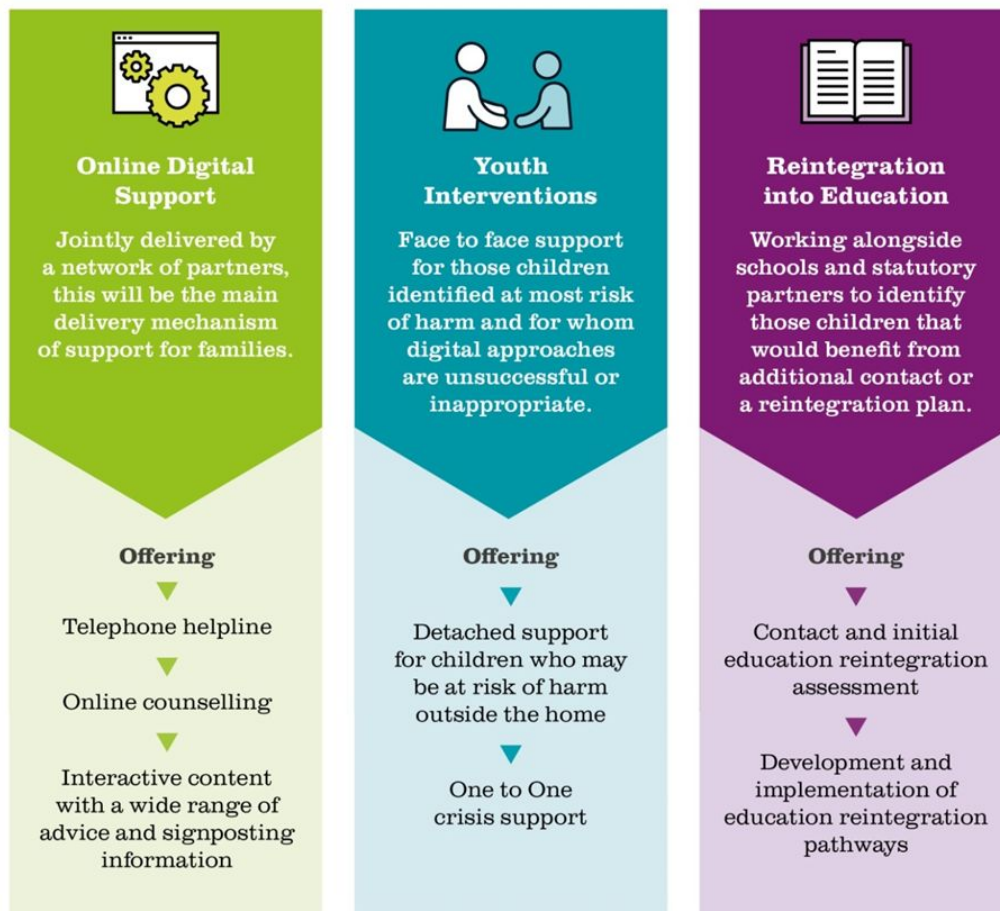 Online Digital
Support
Jointly delivered by
a network of partners,
this will be the main
delivery mechanism
of support for families.
Offering
Telephone helpline
Online counselling
Interactive content
with a wide range of
advice and signposting
information
Youth
Interventions
Face to face support
for those children
identified at most risk
of harm and for whom
digital approaches
are unsuccessful or
inappropriate.
Offering
Detached support
for children who may
be at risk of harm
outside the home
One to One
crisis support
Reintegration
into Education
Working alongside
schools and statutory
partners to identify
those children that
would benefit from
additional contact or
a reintegration plan.
Offering
Contact and initial
education reintegration
assessment
Development and
implementation of
education reintegration
pathways